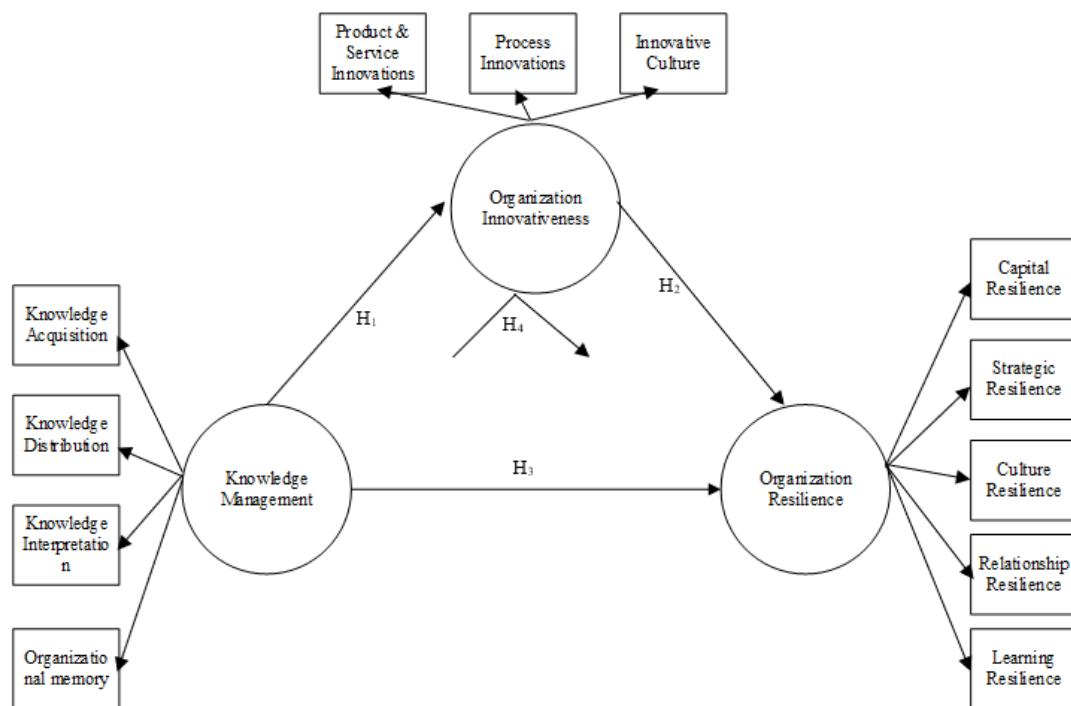 Product &
Service
Innovations
Process
Innovations
Innovative
Culture
Organization
Innovativeness
H₁
H₂
H₄
Knowledge
Acquisition
Knowledge
Distribution
Knowledge
Interpretatio
n
Organizatio
nal memory
Knowledge
Management
H₃
Organization
Resilience
Capital
Resilience
Strategic
Resilience
Culture
Resilience
Relationship
Resilience
Learning
Resilience